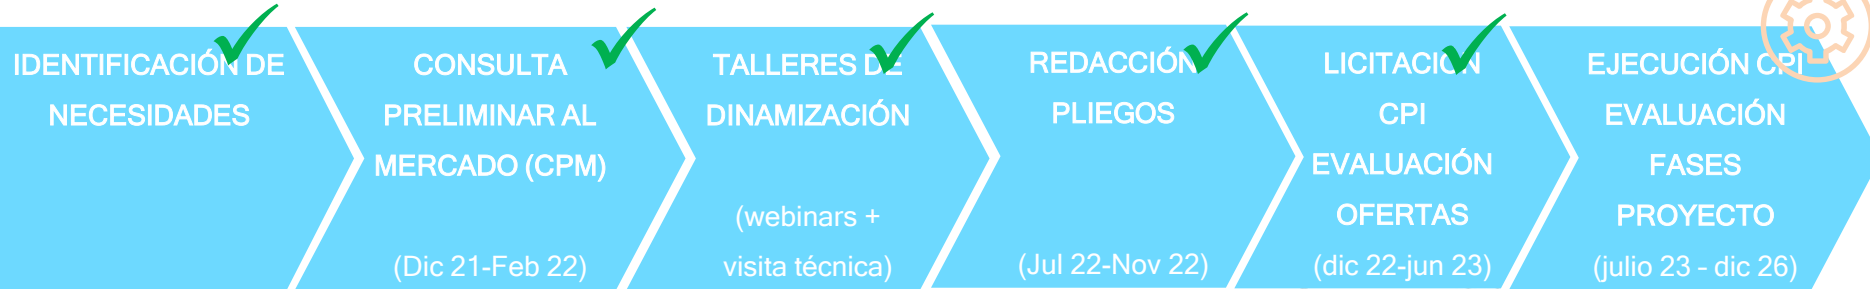 IDENTIFICACIÓN DE
NECESIDADES
CONSULTA
PRELIMINAR AL
MERCADO (CPM)
(Dic 21-Feb 22)
TALLERES DE
DINAMIZACIÓN
(webinars +
visita técnica)
REDACCIÓN
PLIEGOS
(Jul 22-Nov 22)
LICITACIÓN
CPI
EVALUACIÓN
OFERTAS
(dic 22-jun 23)
EJECUCIÓN CPI
EVALUACIÓN
FASES
PROYECTO
(julio 23 - dic 26)